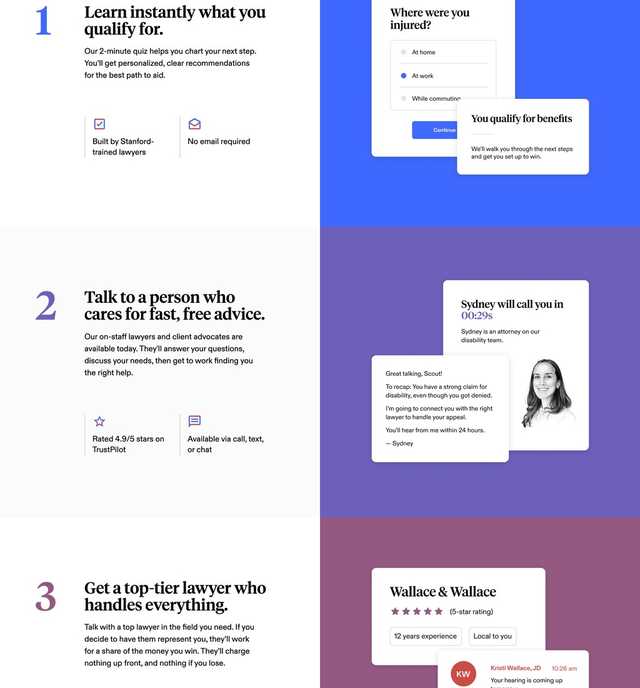 1
Learn instantly what you
qualify for.
Our 2-minute quiz helps you chart your next step.
You'll get personalized, clear recommendations
for the best path to aid.
Built by Stanford-
trained lawyers
No email required
Where were you
injured?
At home
At work
While commuting
Continue
You qualify for benefits
We'll walk you through the next steps
and get you set up to win.
2
Talk to a person who
cares for fast, free advice.
Our on-staff lawyers and client advocates are
available today. They'll answer your questions,
discuss your needs, then get to work finding you
the right help.
Rated 4.9/5 stars on
TrustPilot
Available via call, text,
or chat
Sydney will call you in
00:29s
Sydney is an attorney on our
disability team.
Great talking, Scout!
To recap: You have a strong claim for
disability, even though you got denied.
I'm going to connect you with the right
lawyer to handle your appeal.
You'll hear from me within 24 hours.
— Sydney
3
Get a top-tier lawyer who
handles everything.
Talk with a top lawyer in the field you need. If you
decide to have them represent you, they'll work
for a share of the money you win. They'll charge
nothing up front, and nothing if you lose.
Wallace & Wallace
(5-star rating)
12 years experience
Local to you
KW
Kristi Wallace, JD
10:26 am
Your hearing is coming up